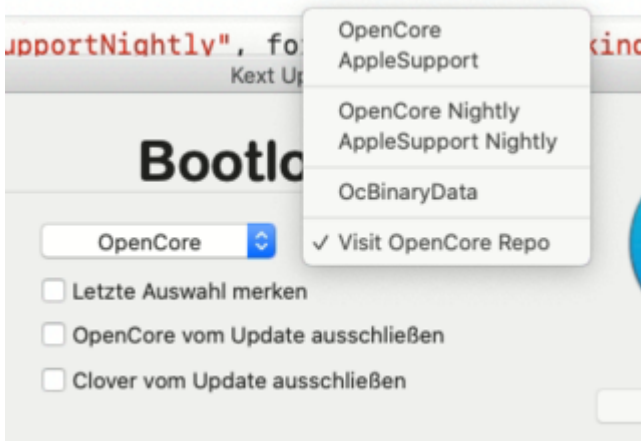 OpenCore
upportNightly", fo
AppleSupport
Kext Up
OpenCore Nightly
AppleSupport Nightly
Bootlo
OcBinaryData
OpenCore
✓ Visit OpenCore Repo
Letzte Auswahl merken
OpenCore vom Update ausschließen
Clover vom Update ausschließen